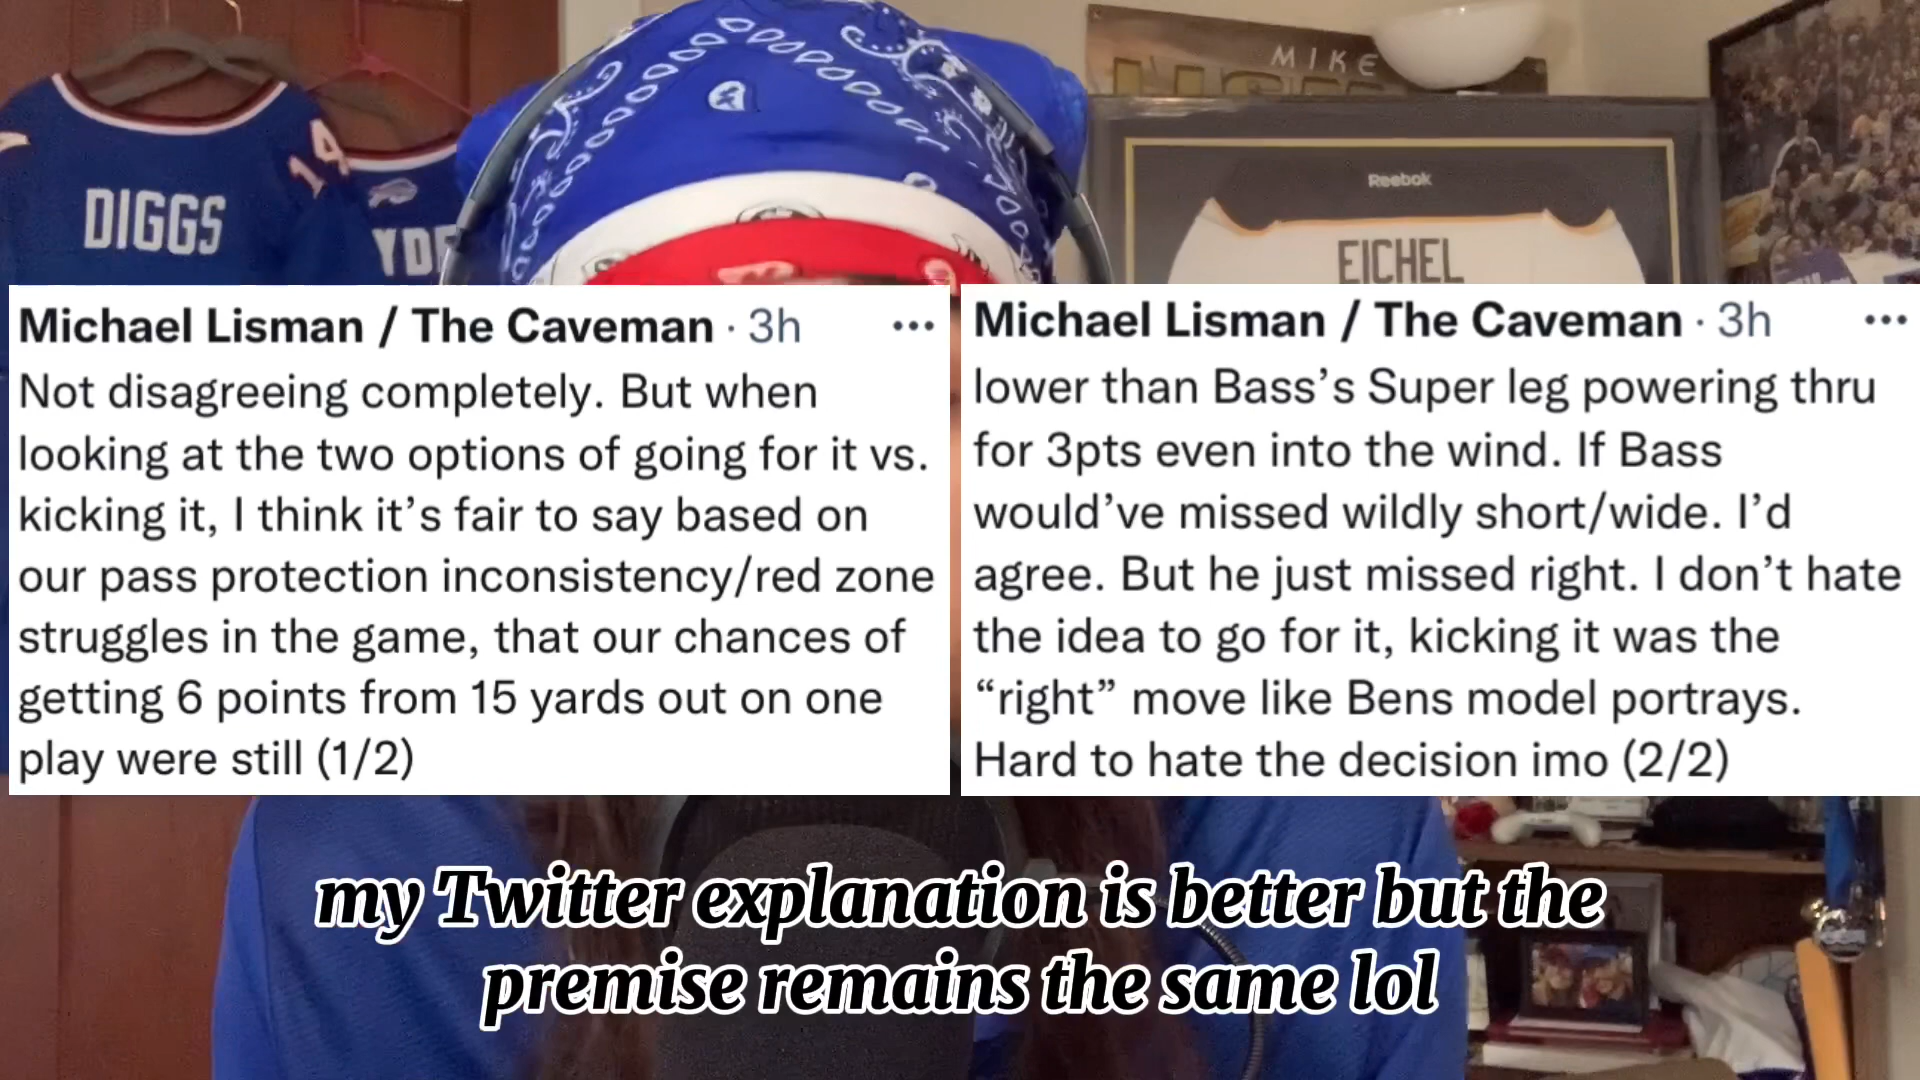 MIKE
DIGGS
14
YDE
Reebok
EICHEL
Michael Lisman / The Caveman · 3h
Not disagreeing completely. But when
looking at the two options of going for it vs.
kicking it, I think it’s fair to say based on
our pass protection inconsistency/red zone
struggles in the game, that our chances of
getting 6 points from 15 yards out on one
play were still (1/2)
Michael Lisman / The Caveman · 3h
lower than Bass’s Super leg powering thru
for 3pts even into the wind. If Bass
would’ve missed wildly short/wide. I’d
agree. But he just missed right. I don’t hate
the idea to go for it, kicking it was the
“right” move like Bens model portrays.
Hard to hate the decision imo (2/2)
my Twitter explanation is better but the
premise remains the same lol